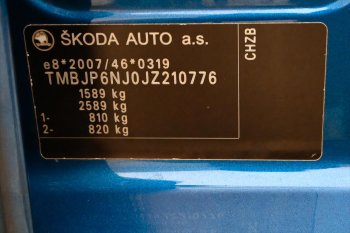 ŠKODA AUTO a.s.
CHZB
e8*2007/46*0319
TMBJP6NJ0JZ210776
1589 kg
2589 kg
1- 810 kg
2- 820 kg